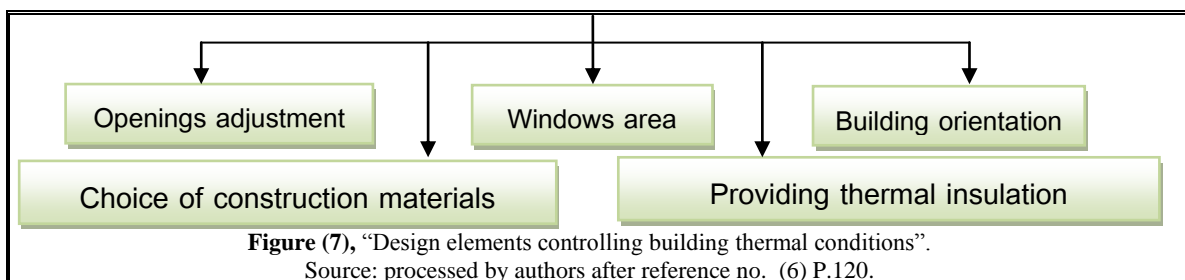 Openings adjustment
Windows area
Building orientation
Choice of construction materials
Providing thermal insulation
Figure (7), “Design elements controlling building thermal conditions”.
Source: processed by authors after reference no. (6) P.120.